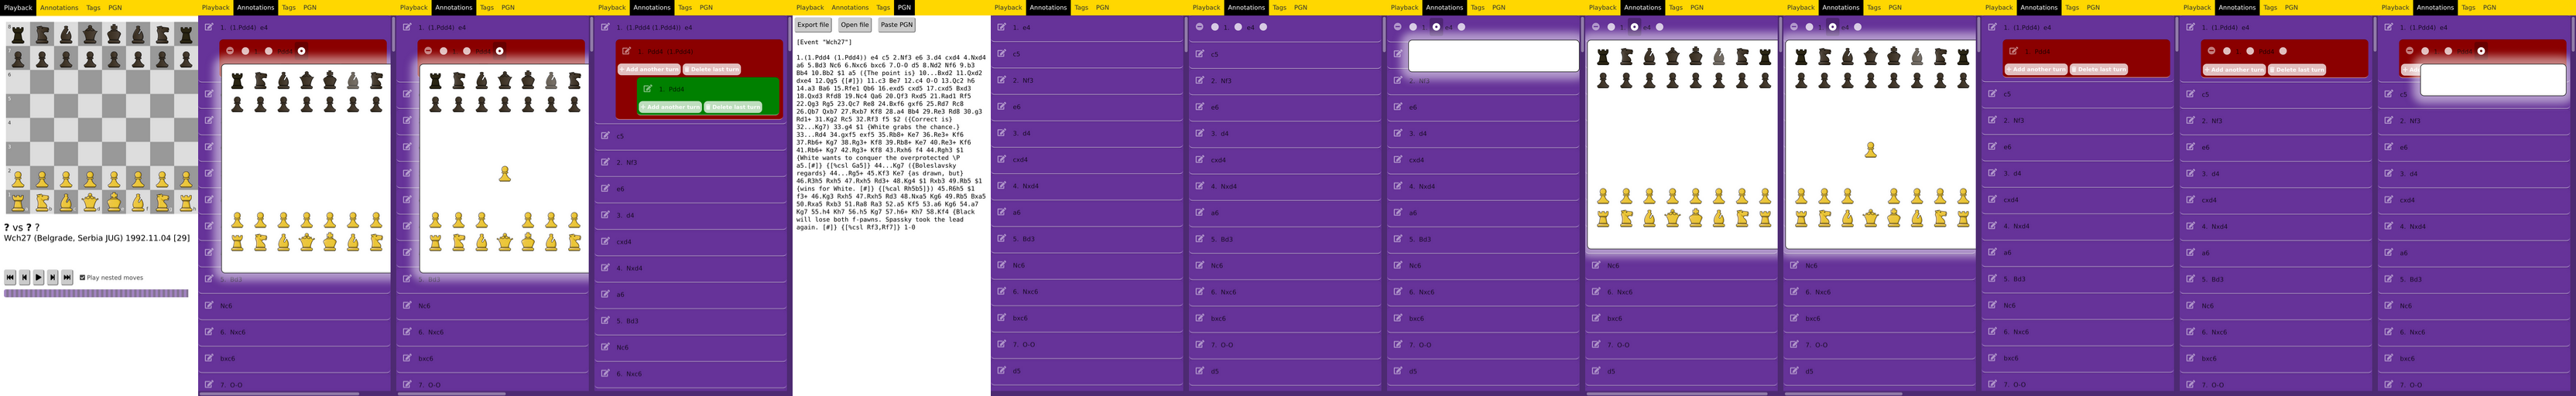 Playback Annotations Tags PGN
? vs ? ?
Wch27 (Belgrade, Serbia JUG) 1992.11.04 [29]
Play nested moves
Playback Annotations Tags PGN
1. (1.Pdd4) e4
Nc6
6. Nxc6
bxc6
7. O-O
Playback Annotations Tags PGN
1. (1.Pdd4) e4
Nc6
6. Nxc6
bxc6
7. O-O
Playback Annotations Tags PGN
1. (1.Pdd4 (1.Pdd4)) e4
1. Pdd4 (1.Pdd4)
Add another turn Delete last turn
1. Pdd4
Add another turn Delete last turn
c5
2. Nf3
e6
3. d4
cxd4
4. Nxd4
a6
5. Bd3
Nc6
6. Nxc6
Playback Annotations Tags PGN
Export file Open file Paste PGN
[Event "Wch27"]
1.(1.Pdd4 (1.Pdd4)) e4 c5 2.Nf3 e6 3.d4 cxd4 4.Nxd4
a6 5.Bd3 Nc6 6.Nxc6 bxc6 7.O-O d5 8.Nd2 Nf6 9.b3
Bb4 10.Bb2 $1 a5 ({The point is} 10...Bxd2 11.Qxd2
dxe4 12.Qg5 {[#]}) 11.c3 Be7 12.c4 O-O 13.Qc2 h6
14.a3 Ba6 15.Rfe1 Qb6 16.exd5 cxd5 17.cxd5 Bxd3
18.Qxd3 Rfd8 19.Nc4 Qa6 20.Qf3 Rxd5 21.Rad1 Rf5
22.Qg3 Rg5 23.Qc7 Re8 24.Bxf6 gxf6 25.Rd7 Rc8
26.Qb7 Qxb7 27.Rxb7 Kf8 28.a4 Bb4 29.Re3 Rd8 30.g3
Rd1+ 31.Kg2 Rc5 32.Rf3 f5 $2 ({Correct is}
32...Kg7) 33.g4 $1 {White grabs the chance.}
33...Rd4 34.gxf5 exf5 35.Rb8+ Ke7 36.Re3+ Kf6
37.Rb6+ Kg7 38.Rg3+ Kf8 39.Rb8+ Ke7 40.Re3+ Kf6
41.Rb6+ Kg7 42.Rg3+ Kf8 43.Rxh6 f4 44.Rgh3 $1
{White wants to conquer the overprotected \P
a5.[#]} {[%csl Ga5]} 44...Kg7 ({Boleslavsky
regards} 44...Rg5+ 45.Kf3 Ke7 {as drawn, but}
46.R3h5 Rxh5 47.Rxh5 Rd3+ 48.Kg4 $1 Rxb3 49.Rb5 $1
{wins for White. [#]} {[%cal Rh5b5]}) 45.R6h5 $1
f3+ 46.Kg3 Rxh5 47.Rxh5 Rd3 48.Nxa5 Kg6 49.Rb5 Bxa5
50.Rxa5 Rxb3 51.Ra8 Ra3 52.a5 Kf5 53.a6 Kg6 54.a7
Kg7 55.h4 Kh7 56.h5 Kg7 57.h6+ Kh7 58.Kf4 {Black
will lose both f-pawns. Spassky took the lead
again. [#]} {[%csl Rf3,Rf7]} 1-0
Playback Annotations Tags PGN
1. e4
c5
2. Nf3
e6
3. d4
cxd4
4. Nxd4
a6
5. Bd3
Nc6
6. Nxc6
bxc6
7. O-O
d5
Playback Annotations Tags PGN
1. e4
c5
2. Nf3
e6
3. d4
cxd4
4. Nxd4
a6
5. Bd3
Nc6
6. Nxc6
bxc6
7. O-O
d5
Playback Annotations Tags PGN
e4
2. Nf3
e6
3. d4
cxd4
4. Nxd4
a6
5. Bd3
Nc6
6. Nxc6
bxc6
7. O-O
d5
Playback Annotations Tags PGN
e4
Nc6
6. Nxc6
bxc6
7. O-O
d5
Playback Annotations Tags PGN
e4
Nc6
6. Nxc6
bxc6
7. O-O
d5
Playback Annotations Tags PGN
1. (1.Pdd4) e4
1. Pdd4
Add another turn Delete last turn
c5
2. Nf3
e6
3. d4
cxd4
4. Nxd4
a6
5. Bd3
Nc6
6. Nxc6
bxc6
7. O-O
Playback Annotations Tags PGN
1. (1.Pdd4) e4
1. Pdd4
Add another turn Delete last turn
c5
2. Nf3
e6
3. d4
cxd4
4. Nxd4
a6
5. Bd3
Nc6
6. Nxc6
bxc6
7. O-O
Playback Annotations Tags PGN
1. (1.Pdd4) e4
c5
2. Nf3
e6
3. d4
cxd4
4. Nxd4
a6
5. Bd3
Nc6
6. Nxc6
bxc6
7. O-O